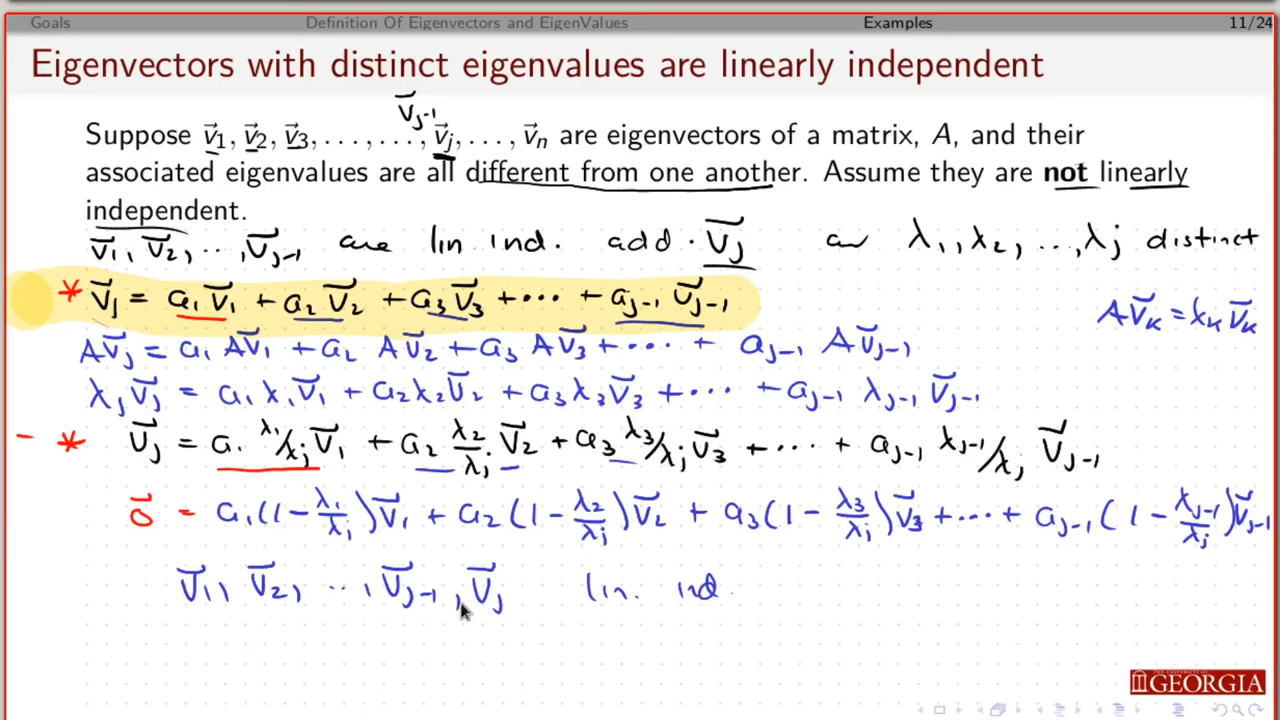 Goals Definition Of Eigenvectors and EigenValues Examples 11/24
Eigenvectors with distinct eigenvalues are linearly independent
v⃗ⱼ₋₁
Suppose v⃗₁, v⃗₂, v⃗₃, . . . , . . . , v⃗ⱼ, . . . , v⃗ₙ are eigenvectors of a matrix, A, and their
associated eigenvalues are all different from one another. Assume they are not linearly
independent.
v̄₁, v̄₂, ..., v̄ⱼ₋₁ are lin ind. add · v̄ⱼ av λ₁, λ₂, ..., λⱼ distinct
* v̄ⱼ = a₁ v̄₁ + a₂ v̄₂ + a₃ v̄₃ + ··· + aⱼ₋₁ v̄ⱼ₋₁
A v̄ₖ = λₖ v̄ₖ
A v̄ⱼ = a₁ A v̄₁ + a₂ A v̄₂ + a₃ A v̄₃ + ··· + aⱼ₋₁ A v̄ⱼ₋₁
λⱼ v̄ⱼ = a₁ λ₁ v̄₁ + a₂ λ₂ v̄₂ + a₃ λ₃ v̄₃ + ··· + aⱼ₋₁ λⱼ₋₁ v̄ⱼ₋₁
- * v̄ⱼ = a₁ λ₁/λⱼ v̄₁ + a₂ λ₂/λⱼ v̄₂ + a₃ λ₃/λⱼ v̄₃ + ··· + aⱼ₋₁ λⱼ₋₁/λⱼ v̄ⱼ₋₁
0̄ = a₁(1 - λ₁/λⱼ) v̄₁ + a₂(1 - λ₂/λⱼ) v̄₂ + a₃(1 - λ₃/λⱼ) v̄₃ + ··· + aⱼ₋₁(1 - λⱼ₋₁/λⱼ) v̄ⱼ₋₁
v̄₁, v̄₂, ..., v̄ⱼ₋₁, v̄ⱼ lin. ind.
GEORGIA